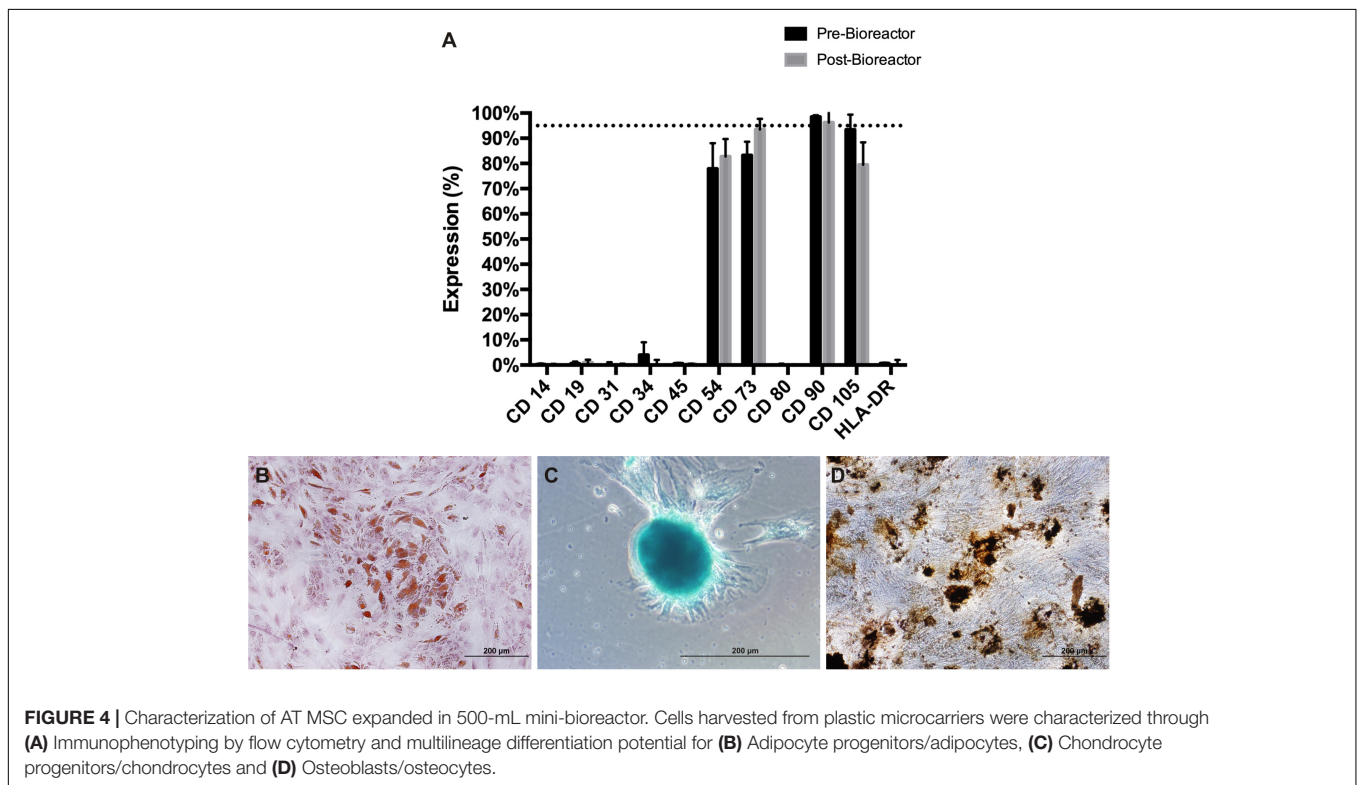 A
Pre-Bioreactor
Post-Bioreactor
Expression (%)
100%
90%
80%
70%
60%
50%
40%
30%
20%
10%
0%
CD 14
CD 19
CD 31
CD 34
CD 45
CD 54
CD 73
CD 80
CD 90
CD 105
HLA-DR
B
200 µm
C
200 µm
D
200 µm
FIGURE 4 | Characterization of AT MSC expanded in 500-mL mini-bioreactor. Cells harvested from plastic microcarriers were characterized through
(A) Immunophenotyping by flow cytometry and multilineage differentiation potential for (B) Adipocyte progenitors/adipocytes, (C) Chondrocyte
progenitors/chondrocytes and (D) Osteoblasts/osteocytes.